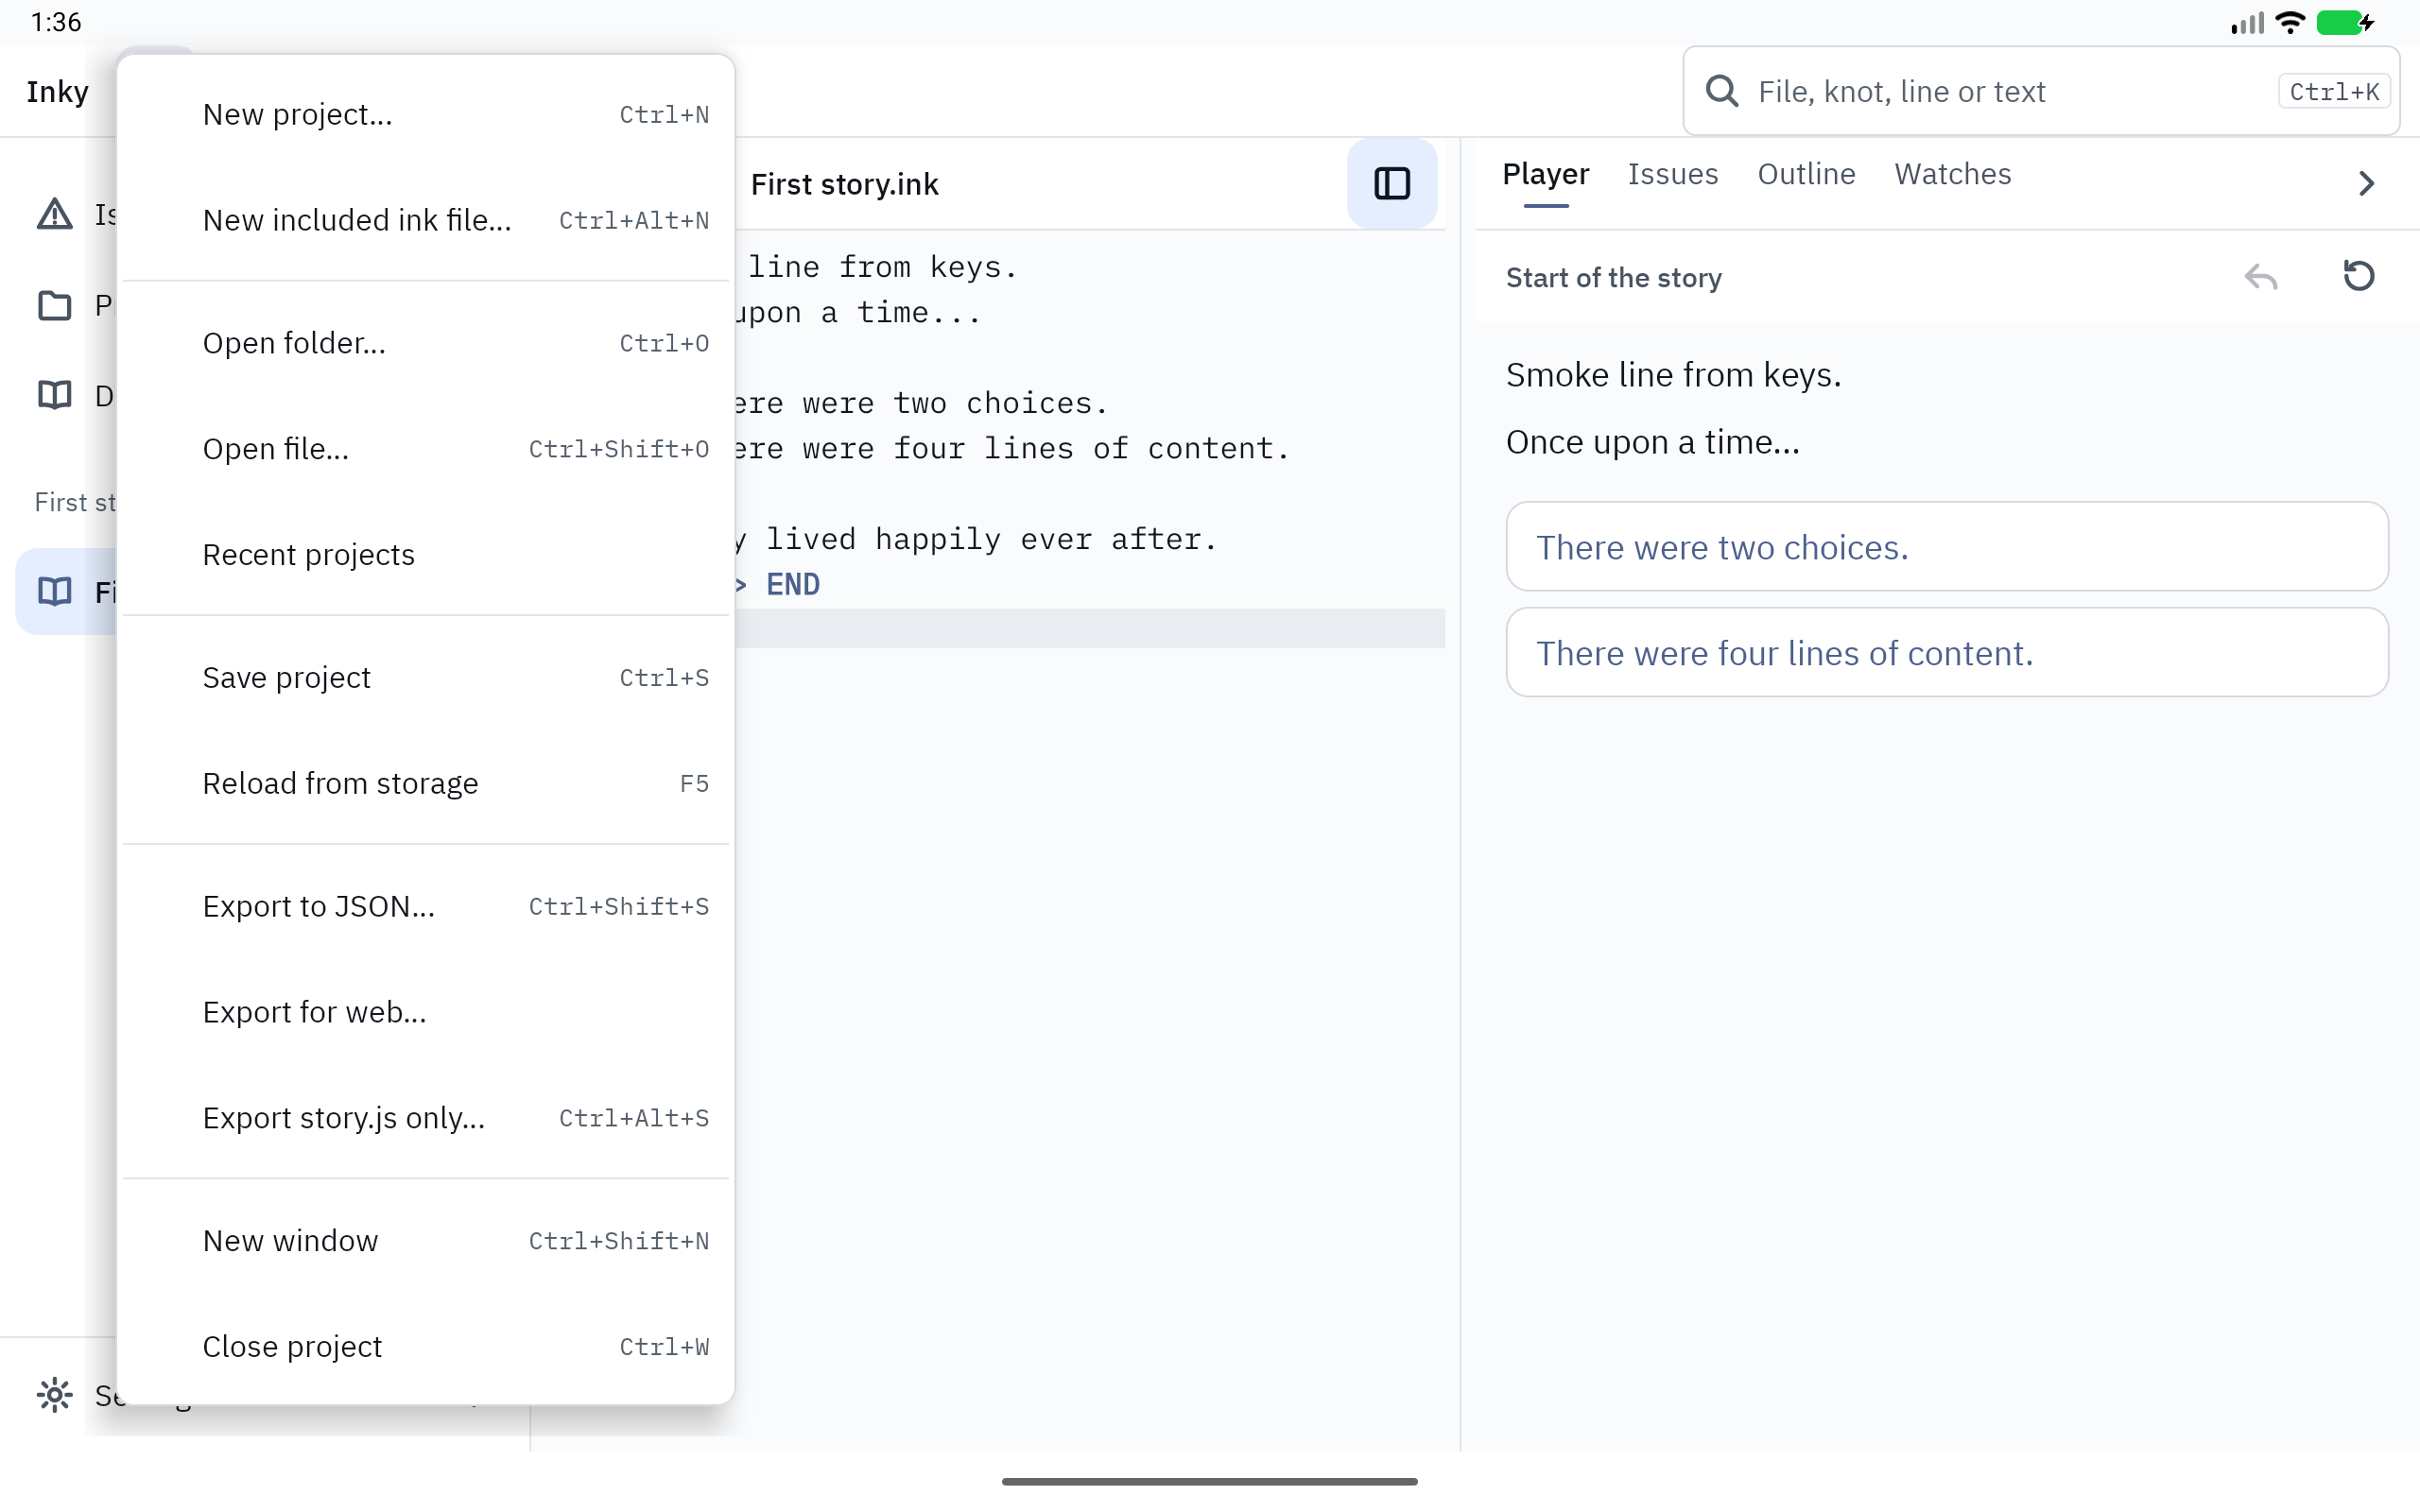 1:36
Inky
File, knot, line or text
Ctrl+K
New project... Ctrl+N
New included ink file... Ctrl+Alt+N
Open folder... Ctrl+O
Open file... Ctrl+Shift+O
Recent projects
Save project Ctrl+S
Reload from storage F5
Export to JSON... Ctrl+Shift+S
Export for web...
Export story.js only... Ctrl+Alt+S
New window Ctrl+Shift+N
Close project Ctrl+W
First
First story.ink
line from keys.
upon a time...
were two choices.
were four lines of content.
lived happily ever after.
> END
Player Issues Outline Watches
Start of the story
Smoke line from keys.
Once upon a time...
There were two choices.
There were four lines of content.